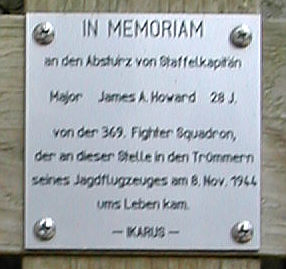 IN MEMORIAM
an den Absturz von Staffelkapitän
Major James A. Howard 28 J.
von der 369. Fighter Squadron,
der an dieser Stelle in den Trümmern
seines Jagdflugzeuges am 8. Nov. 1944
ums Leben kam.
— IKARUS —